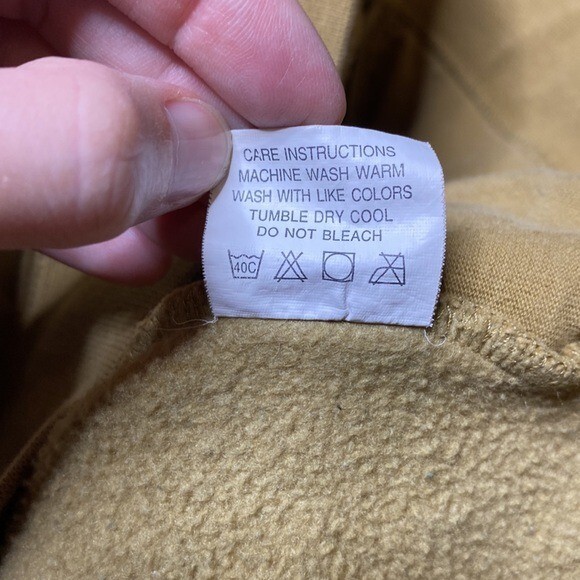 CARE INSTRUCTIONS
MACHINE WASH WARM
WASH WITH LIKE COLORS
TUMBLE DRY COOL
DO NOT BLEACH
40C